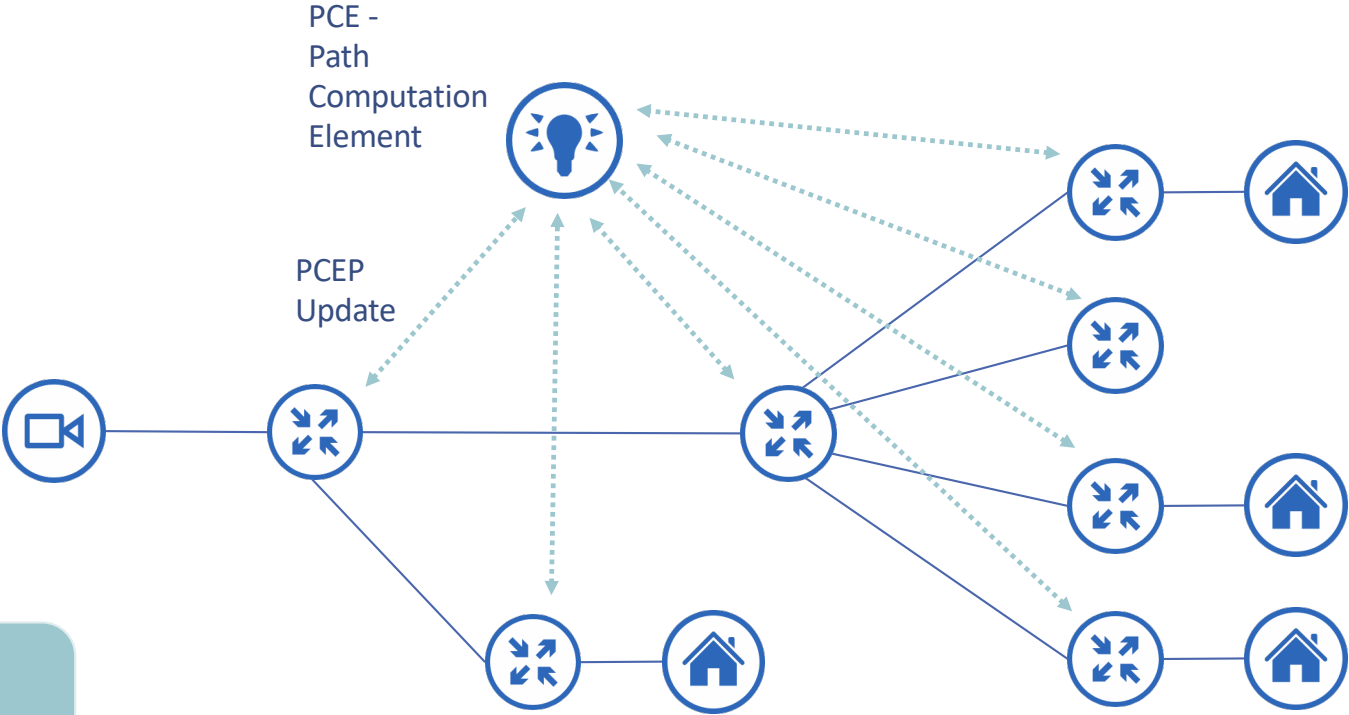 PCE -
Path
Computation
Element
PCEP
Update